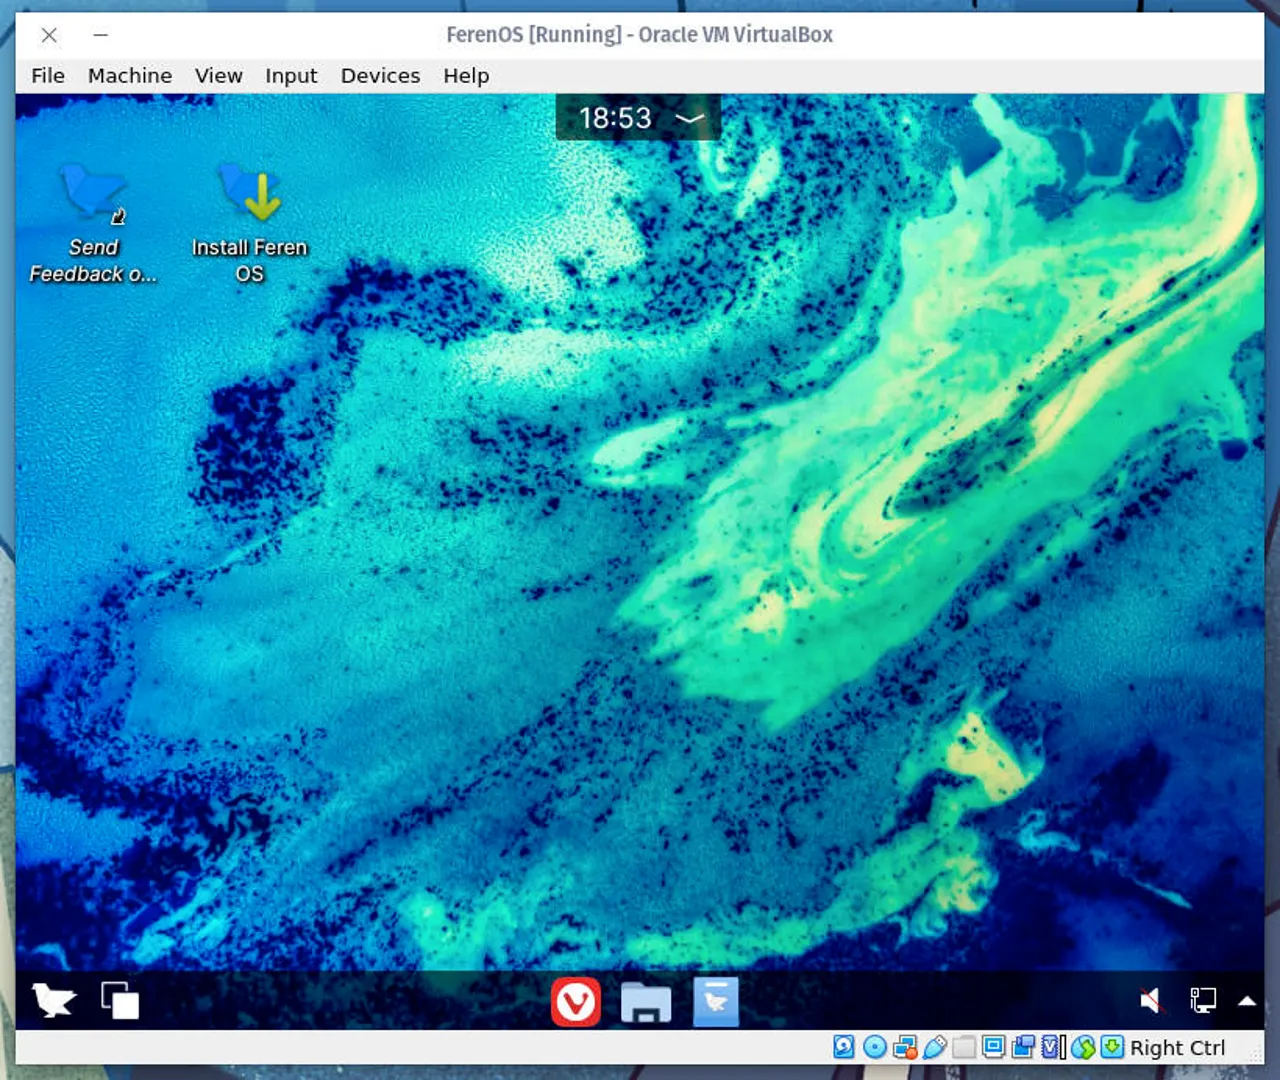 FerenOS [Running] - Oracle VM VirtualBox
File Machine View Input Devices Help
18:53
Send
Feedback o...
Install Feren
OS
Right Ctrl